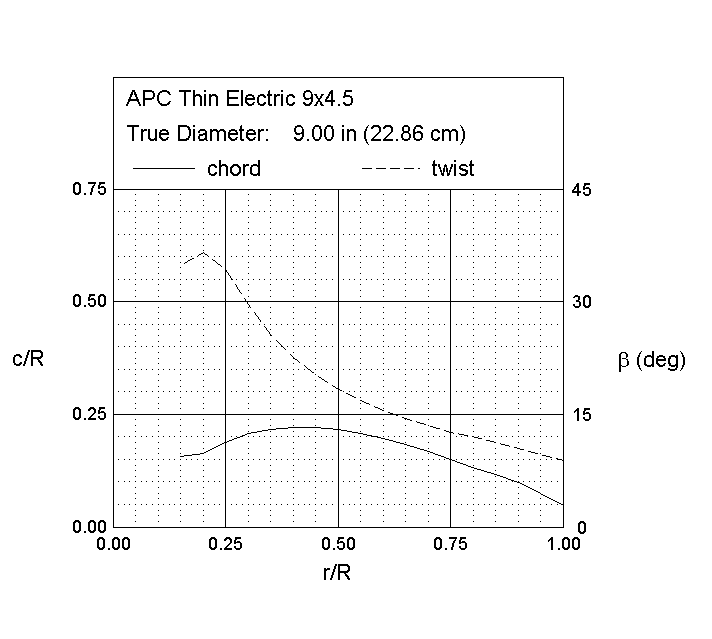 APC Thin Electric 9x4.5
True Diameter: 9.00 in (22.86 cm)
chord twist
0.75 45
0.50 30
c/R β (deg)
0.25 15
0.00 0
0.00 0.25 0.50 0.75 1.00
r/R